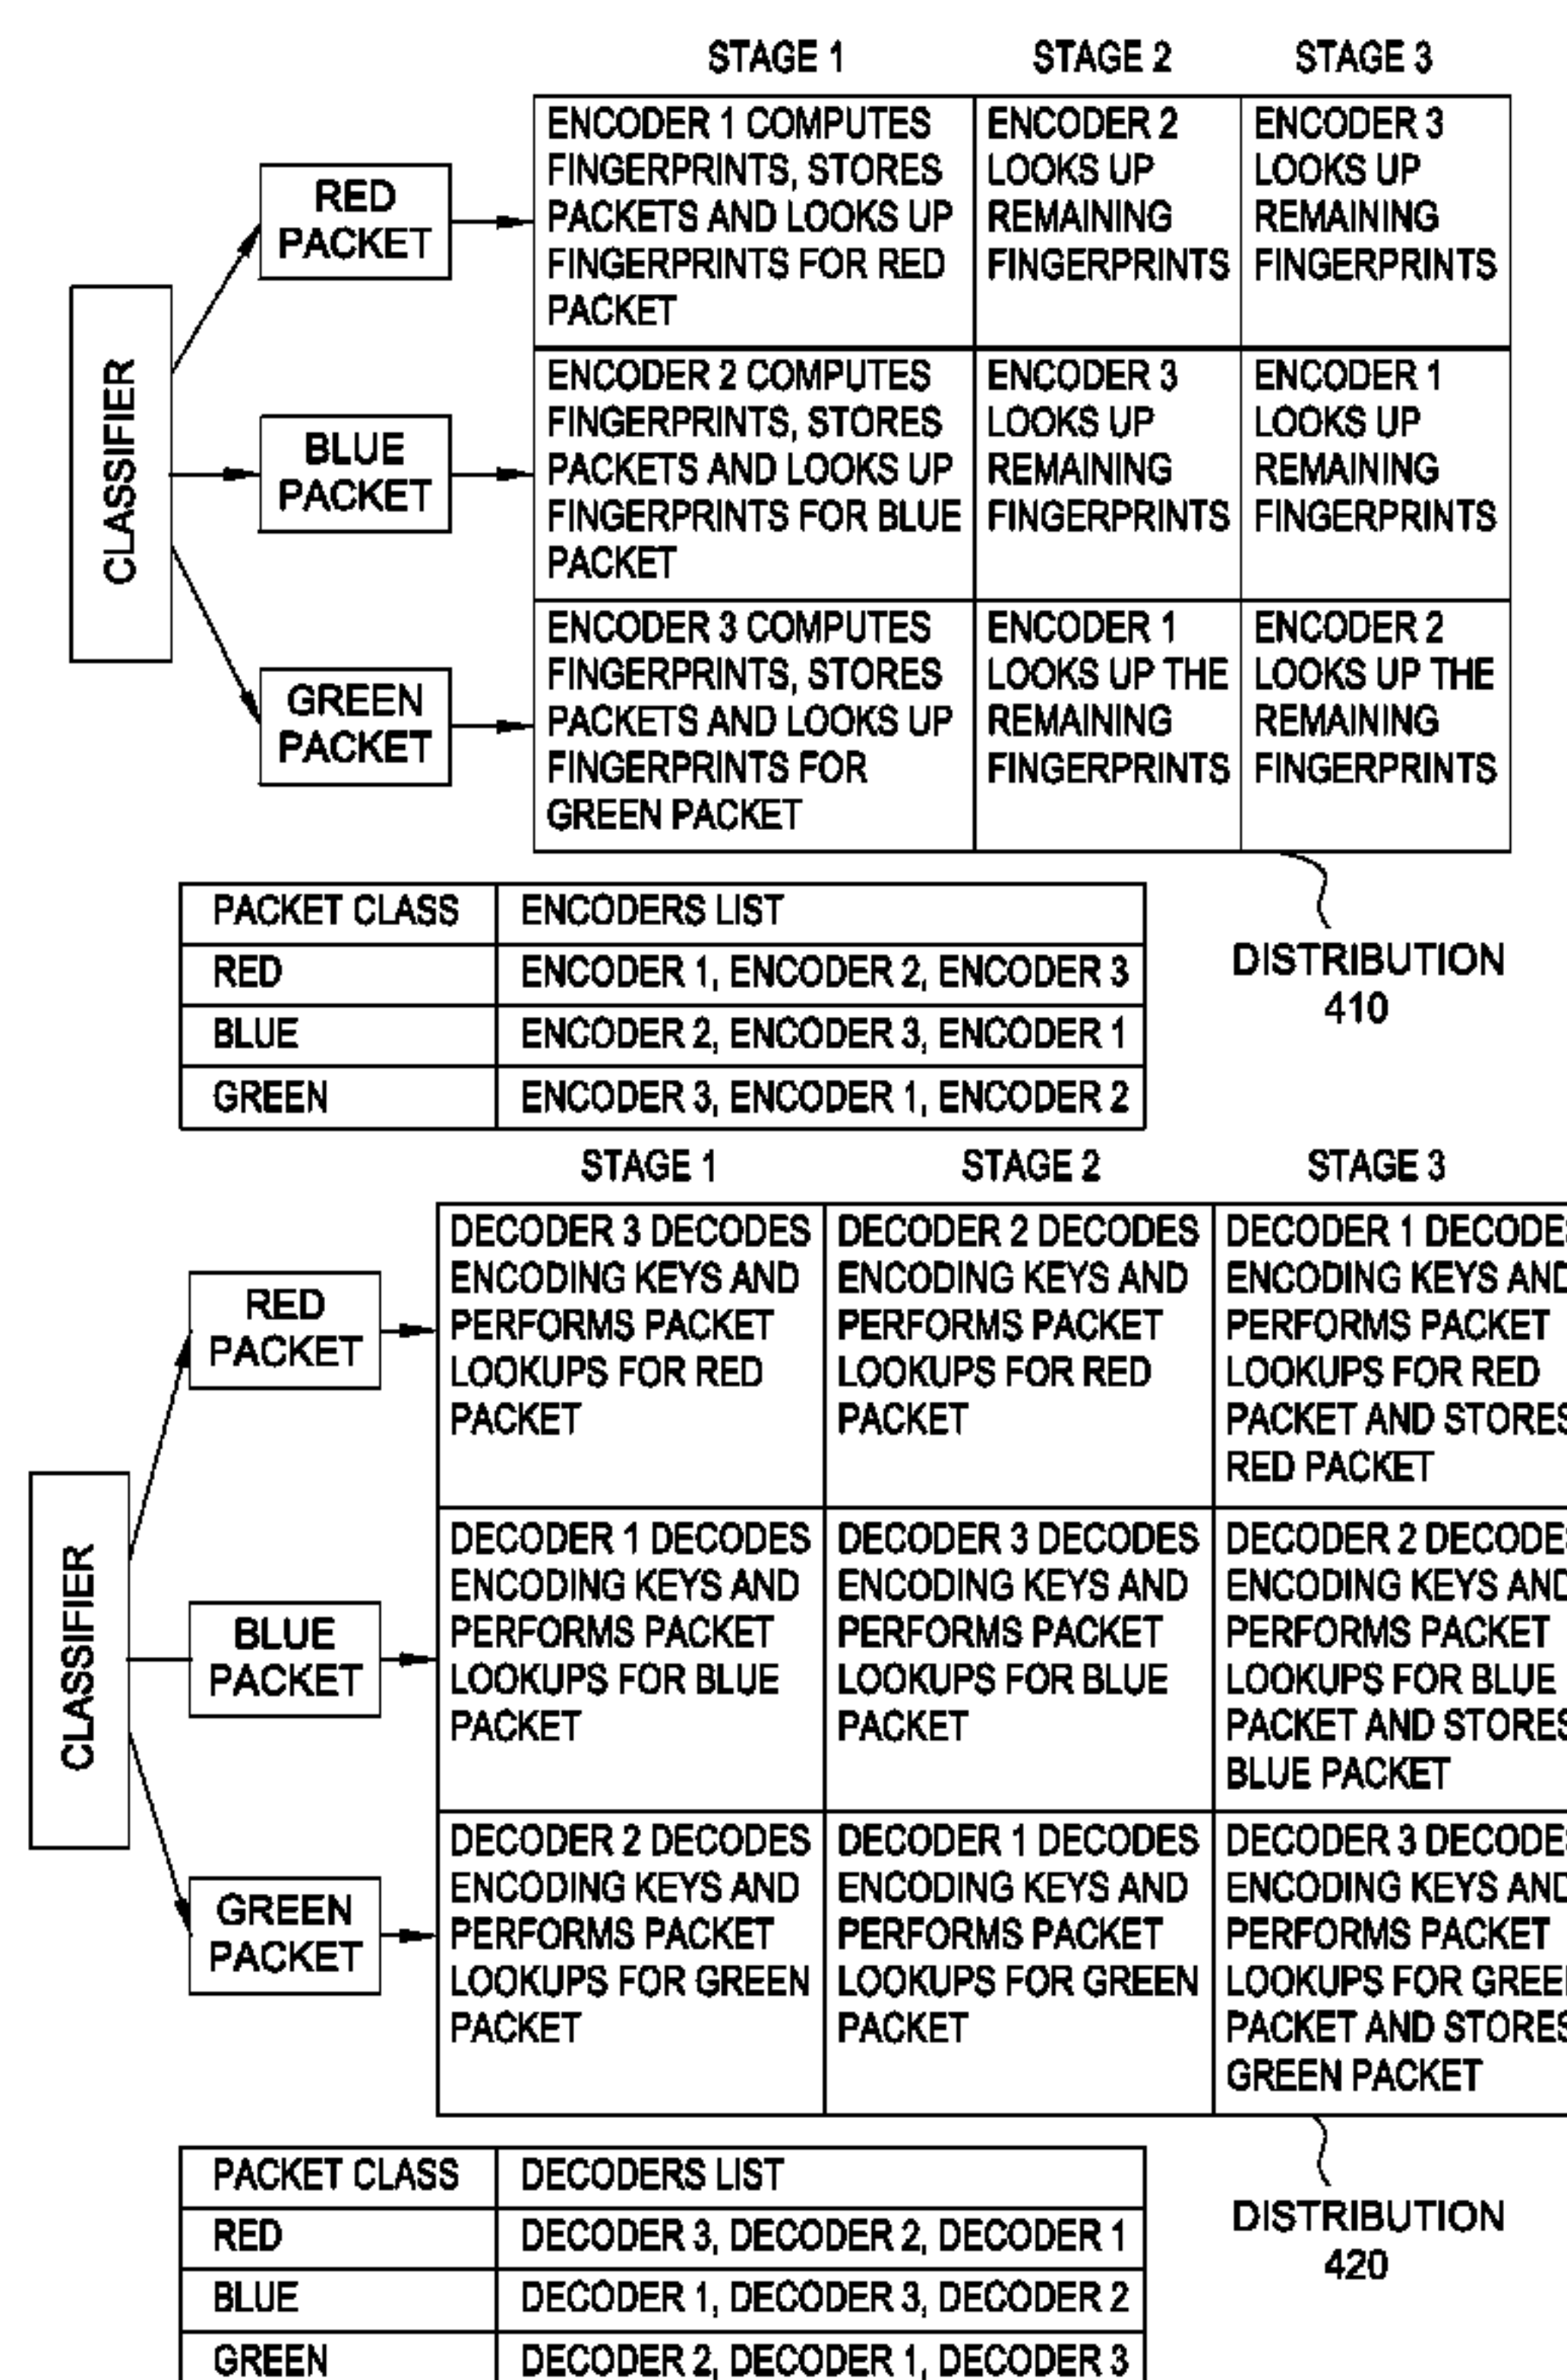 STAGE 1 STAGE 2 STAGE 3
CLASSIFIER
RED
PACKET
ENCODER 1 COMPUTES
FINGERPRINTS, STORES
PACKETS AND LOOKS UP
FINGERPRINTS FOR RED
PACKET
ENCODER 2
LOOKS UP
REMAINING
FINGERPRINTS
ENCODER 3
LOOKS UP
REMAINING
FINGERPRINTS
BLUE
PACKET
ENCODER 2 COMPUTES
FINGERPRINTS, STORES
PACKETS AND LOOKS UP
FINGERPRINTS FOR BLUE
PACKET
ENCODER 3
LOOKS UP
REMAINING
FINGERPRINTS
ENCODER 1
LOOKS UP
REMAINING
FINGERPRINTS
GREEN
PACKET
ENCODER 3 COMPUTES
FINGERPRINTS, STORES
PACKETS AND LOOKS UP
FINGERPRINTS FOR
GREEN PACKET
ENCODER 1
LOOKS UP THE
REMAINING
FINGERPRINTS
ENCODER 2
LOOKS UP THE
REMAINING
FINGERPRINTS
PACKET CLASS ENCODERS LIST
RED ENCODER 1, ENCODER 2, ENCODER 3
BLUE ENCODER 2, ENCODER 3, ENCODER 1
GREEN ENCODER 3, ENCODER 1, ENCODER 2
DISTRIBUTION
410
STAGE 1 STAGE 2 STAGE 3
CLASSIFIER
RED
PACKET
DECODER 3 DECODES
ENCODING KEYS AND
PERFORMS PACKET
LOOKUPS FOR RED
PACKET
DECODER 2 DECODES
ENCODING KEYS AND
PERFORMS PACKET
LOOKUPS FOR RED
PACKET
DECODER 1 DECODES
ENCODING KEYS AND
PERFORMS PACKET
LOOKUPS FOR RED
PACKET AND STORES
RED PACKET
BLUE
PACKET
DECODER 1 DECODES
ENCODING KEYS AND
PERFORMS PACKET
LOOKUPS FOR BLUE
PACKET
DECODER 3 DECODES
ENCODING KEYS AND
PERFORMS PACKET
LOOKUPS FOR BLUE
PACKET
DECODER 2 DECODES
ENCODING KEYS AND
PERFORMS PACKET
LOOKUPS FOR BLUE
PACKET AND STORES
BLUE PACKET
GREEN
PACKET
DECODER 2 DECODES
ENCODING KEYS AND
PERFORMS PACKET
LOOKUPS FOR GREEN
PACKET
DECODER 1 DECODES
ENCODING KEYS AND
PERFORMS PACKET
LOOKUPS FOR GREEN
PACKET
DECODER 3 DECODES
ENCODING KEYS AND
PERFORMS PACKET
LOOKUPS FOR GREEN
PACKET AND STORES
GREEN PACKET
PACKET CLASS DECODERS LIST
RED DECODER 3, DECODER 2, DECODER 1
BLUE DECODER 1, DECODER 3, DECODER 2
GREEN DECODER 2, DECODER 1, DECODER 3
DISTRIBUTION
420